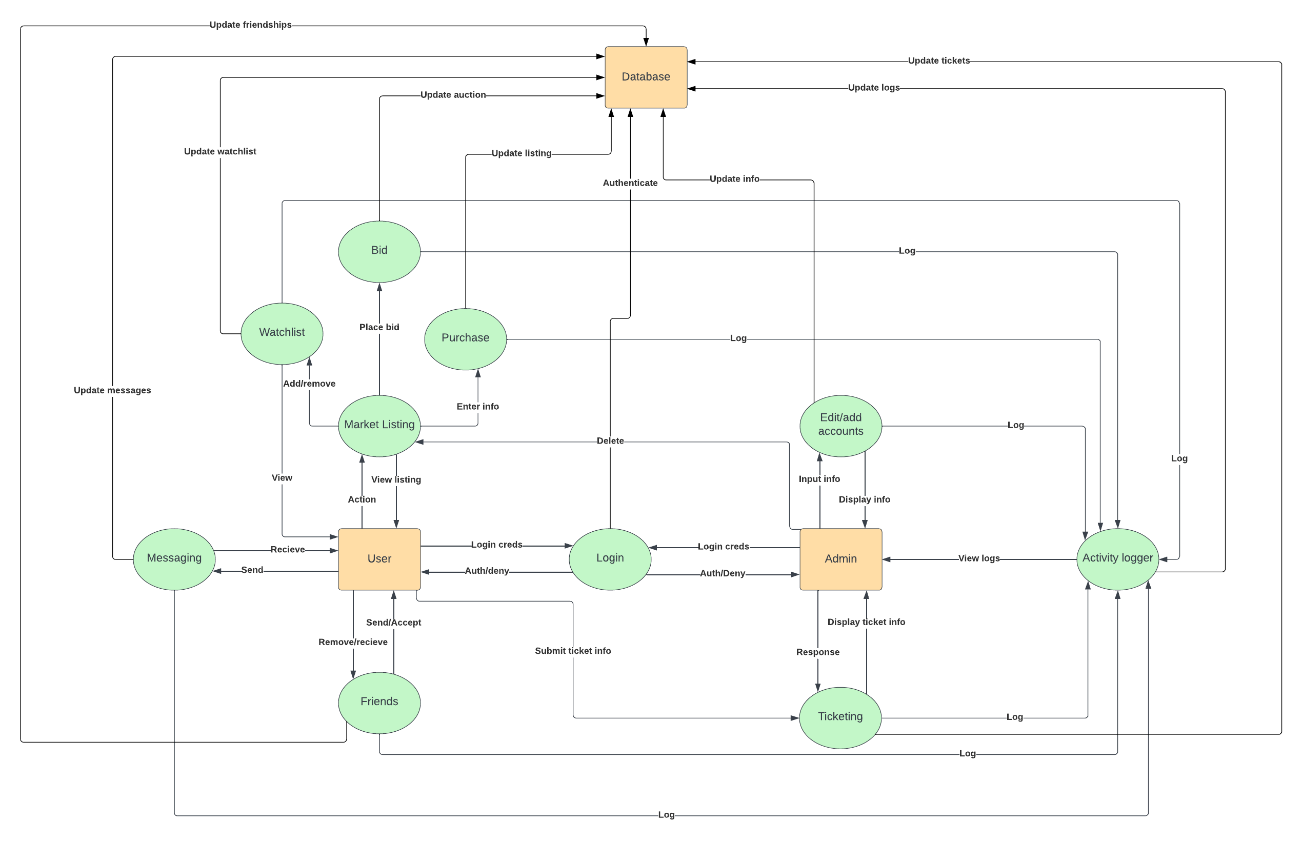 Update friendships
Update tickets
Database
Update logs
Update auction
Update watchlist
Update listing
Authenticate
Update info
Bid
Log
Place bid
Watchlist
Purchase
Log
Add/remove
Update messages
Enter info
Edit/add
accounts
Market Listing
Log
Delete
Log
View
View listing
Input info
Action
Display info
Messaging
Recieve
Send
User
Login creds
Auth/deny
Login
Login creds
Auth/Deny
Admin
View logs
Activity logger
Send/Accept
Display ticket info
Remove/recieve
Submit ticket info
Response
Friends
Ticketing
Log
Log
Log